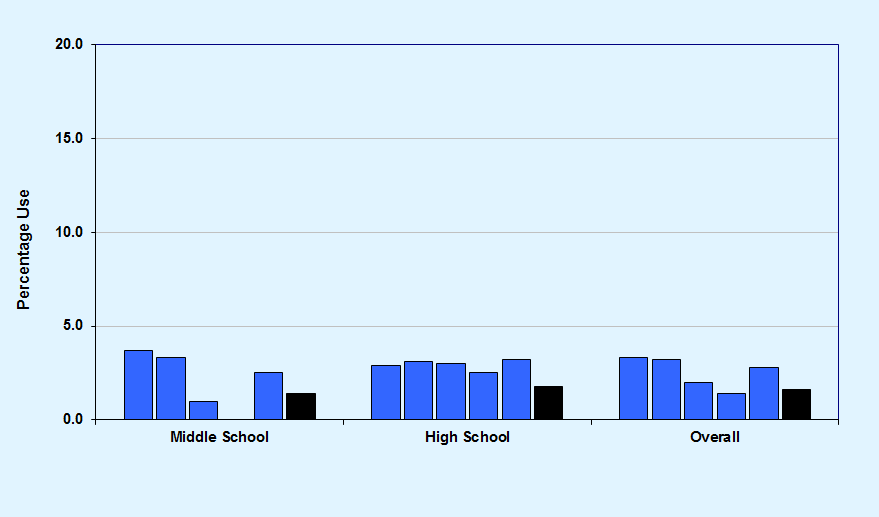 20.0
15.0
10.0
5.0
0.0
Percentage Use
Middle School
High School
Overall